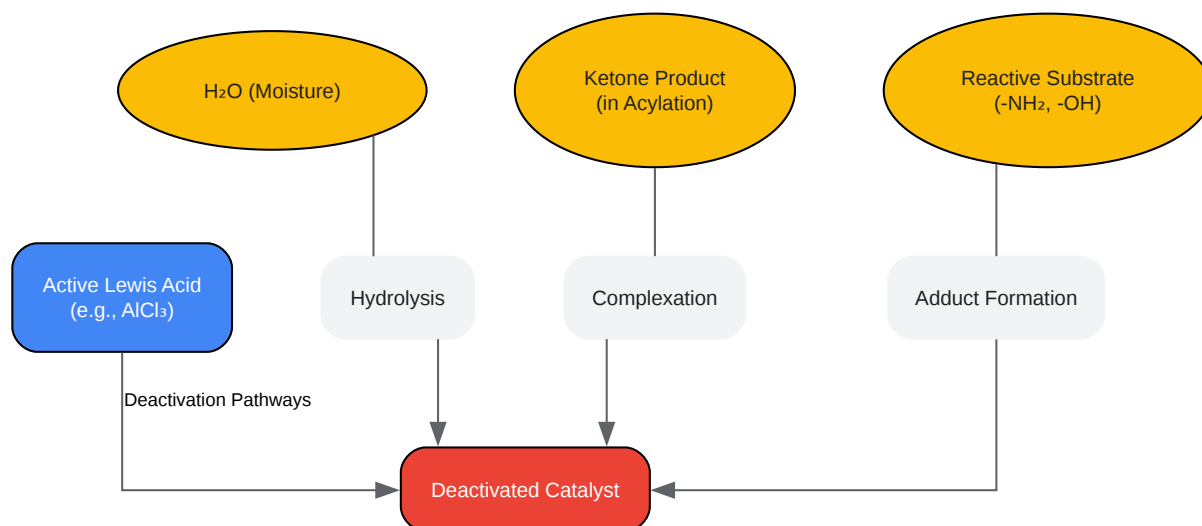 H₂O (Moisture)
Ketone Product
(in Acylation)
Reactive Substrate
(-NH₂, -OH)
Active Lewis Acid
(e.g., AlCl₃)
Hydrolysis
Complexation
Adduct Formation
Deactivation Pathways
Deactivated Catalyst